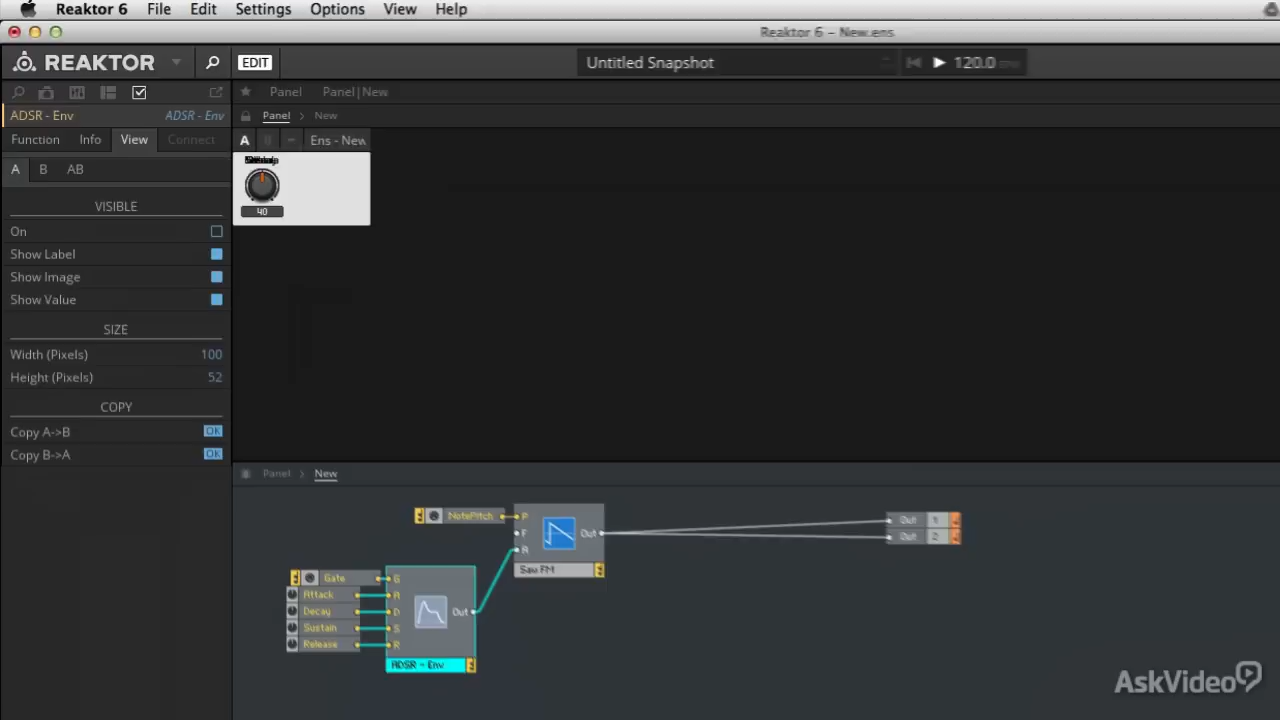 Reaktor 6 File Edit Settings Options View Help
Reaktor 6 – New.ens
REAKTOR EDIT Untitled Snapshot 120.0
Panel Panel|New
ADSR - Env ADSR - Env
Panel > New
Function Info View Connect
A Ens - New
A B AB
40
VISIBLE
On
Show Label
Show Image
Show Value
SIZE
Width (Pixels) 100
Height (Pixels) 52
COPY
Copy A->B OK
Copy B->A OK
Panel > New
NotePitch P
F Out
A
Saw FM
Out 1
Out 2
Gate G
Attack A
Decay D Out
Sustain S
Release R
ADSR - Env
AskVideo